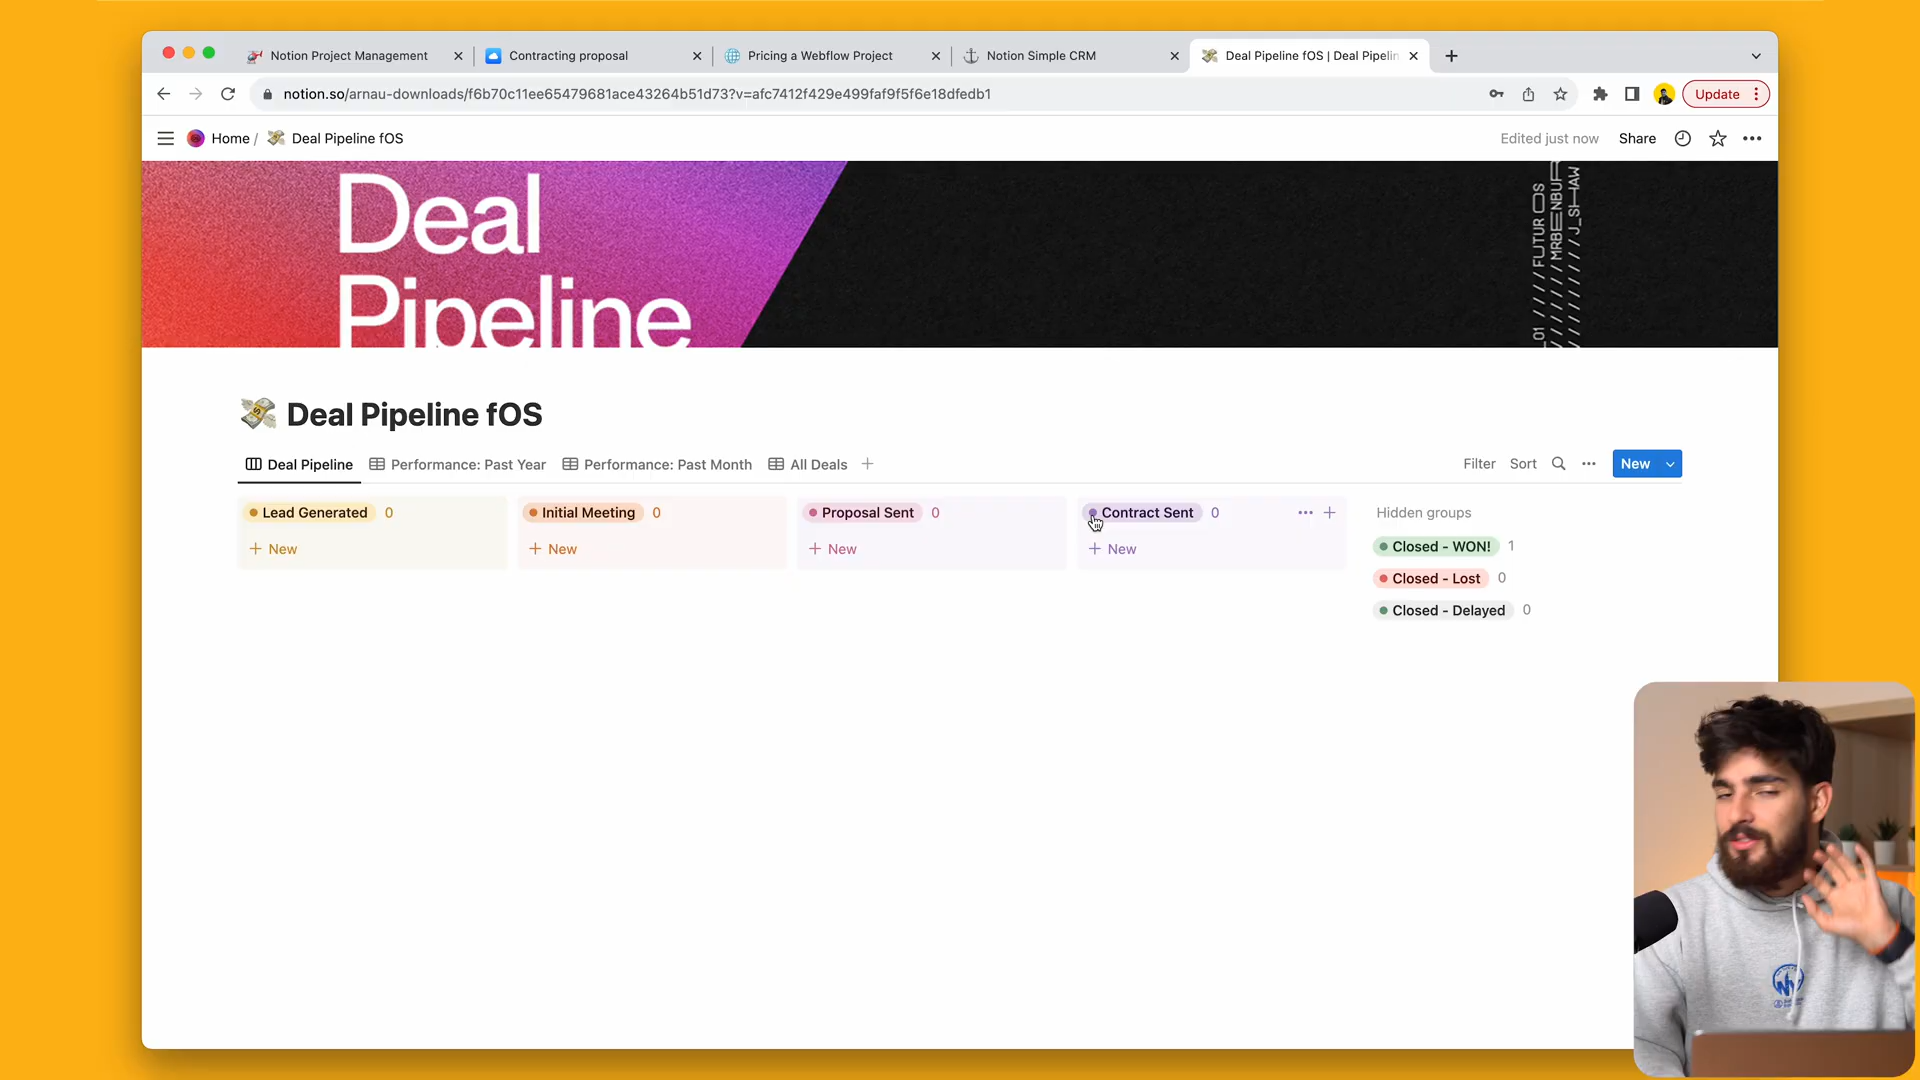 Notion Project Management
Contracting proposal
Pricing a Webflow Project
Notion Simple CRM
Deal Pipeline fOS | Deal Pipelin
notion.so/arnau-downloads/f6b70c11ee65479681ace43264b51d73?v=afc7412f429e499faf9f5f6e18dfedb1
Update
Home / Deal Pipeline fOS
Edited just now
Share
Deal
Pipeline
Deal Pipeline fOS
Deal Pipeline
Performance: Past Year
Performance: Past Month
All Deals
Filter
Sort
New
Lead Generated 0
+ New
Initial Meeting 0
+ New
Proposal Sent 0
+ New
Contract Sent 0
+ New
Hidden groups
Closed - WON! 1
Closed - Lost 0
Closed - Delayed 0